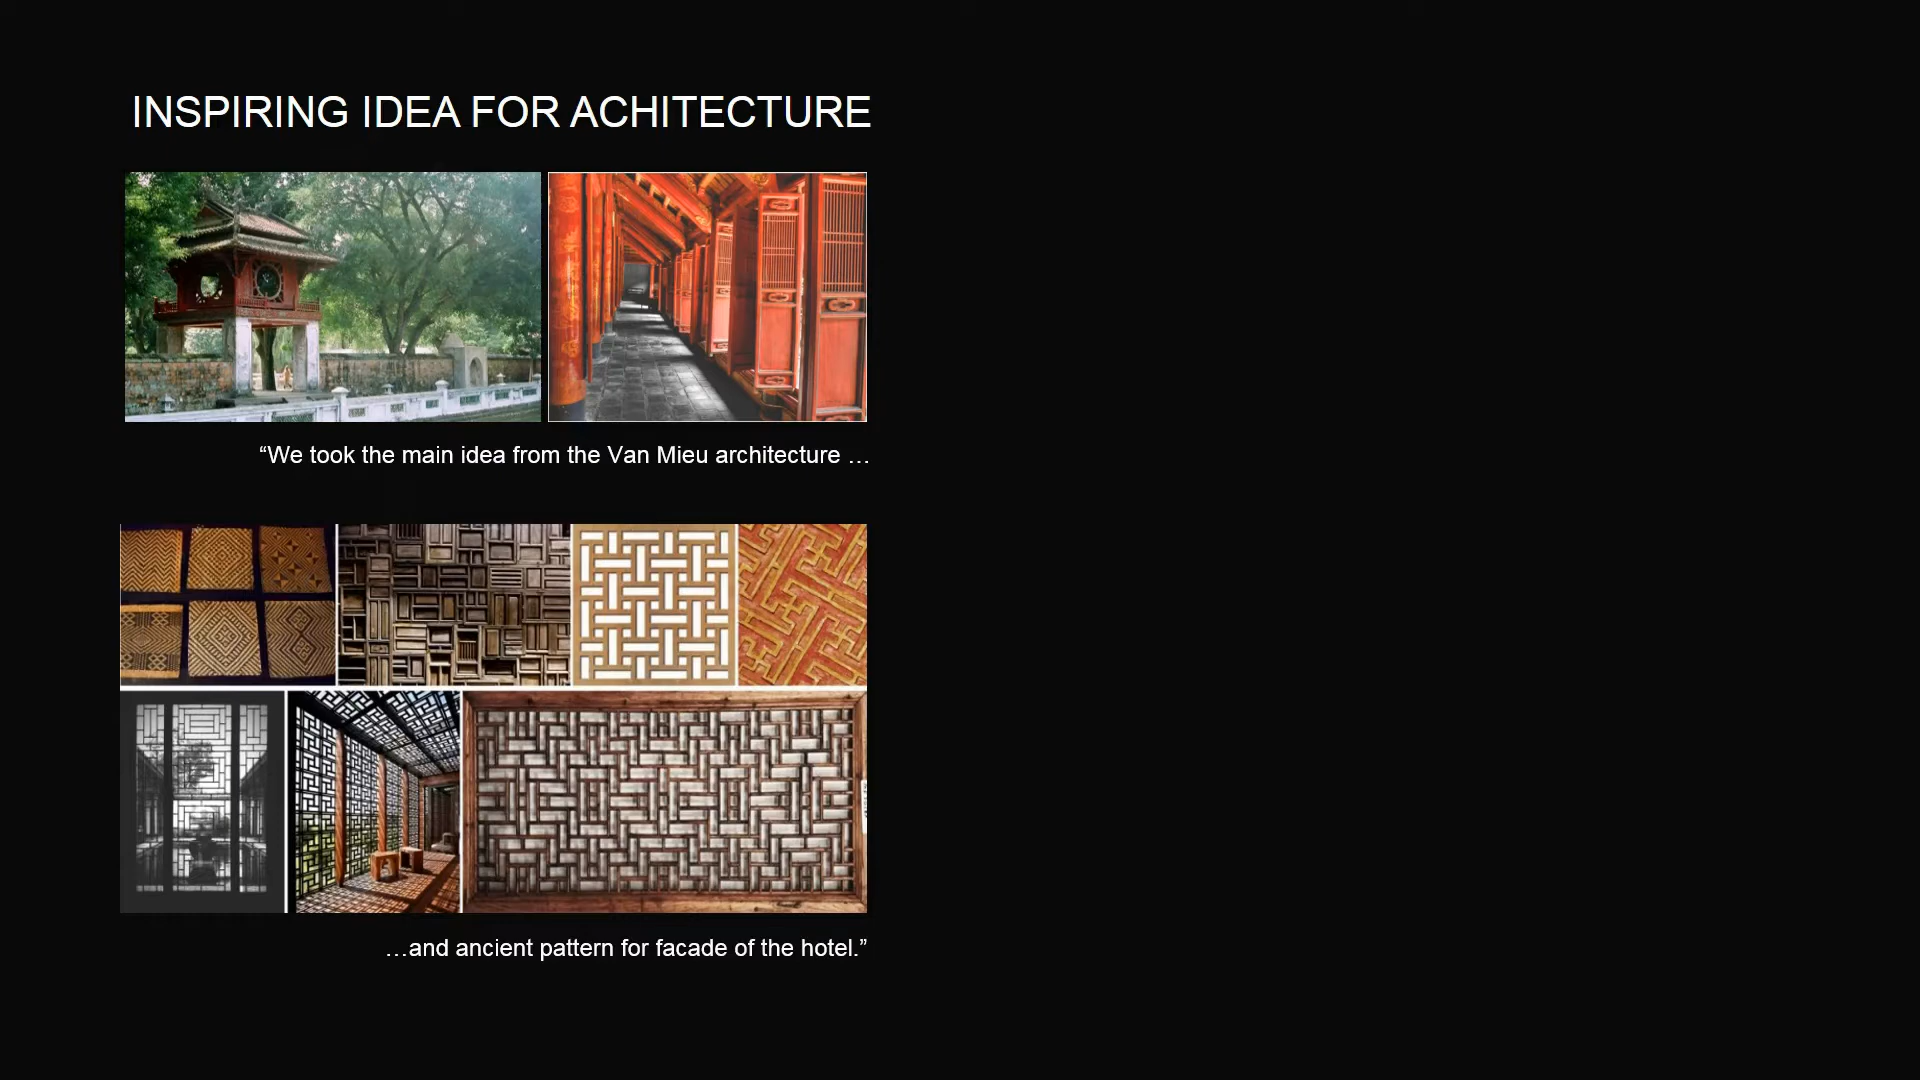 INSPIRING IDEA FOR ACHITECTURE
“We took the main idea from the Van Mieu architecture …
…and ancient pattern for facade of the hotel.”